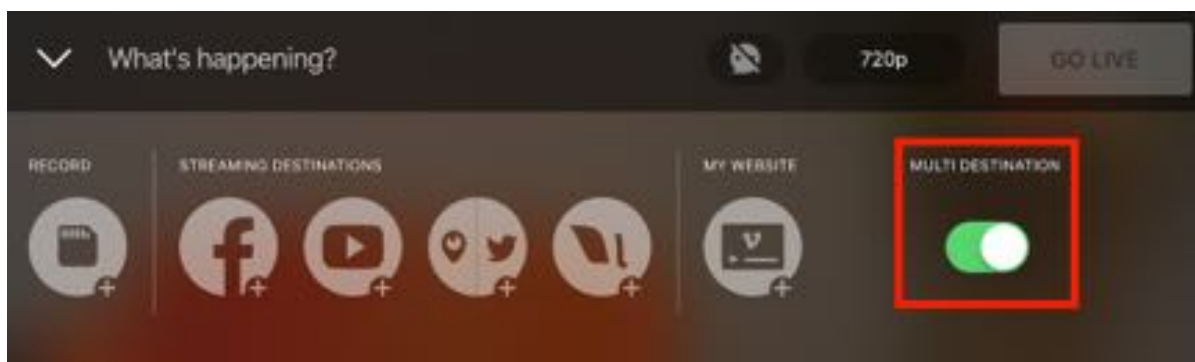 What's happening?
720p
GO LIVE
RECORD
STREAMING DESTINATIONS
MY WEBSITE
MULTI DESTINATION